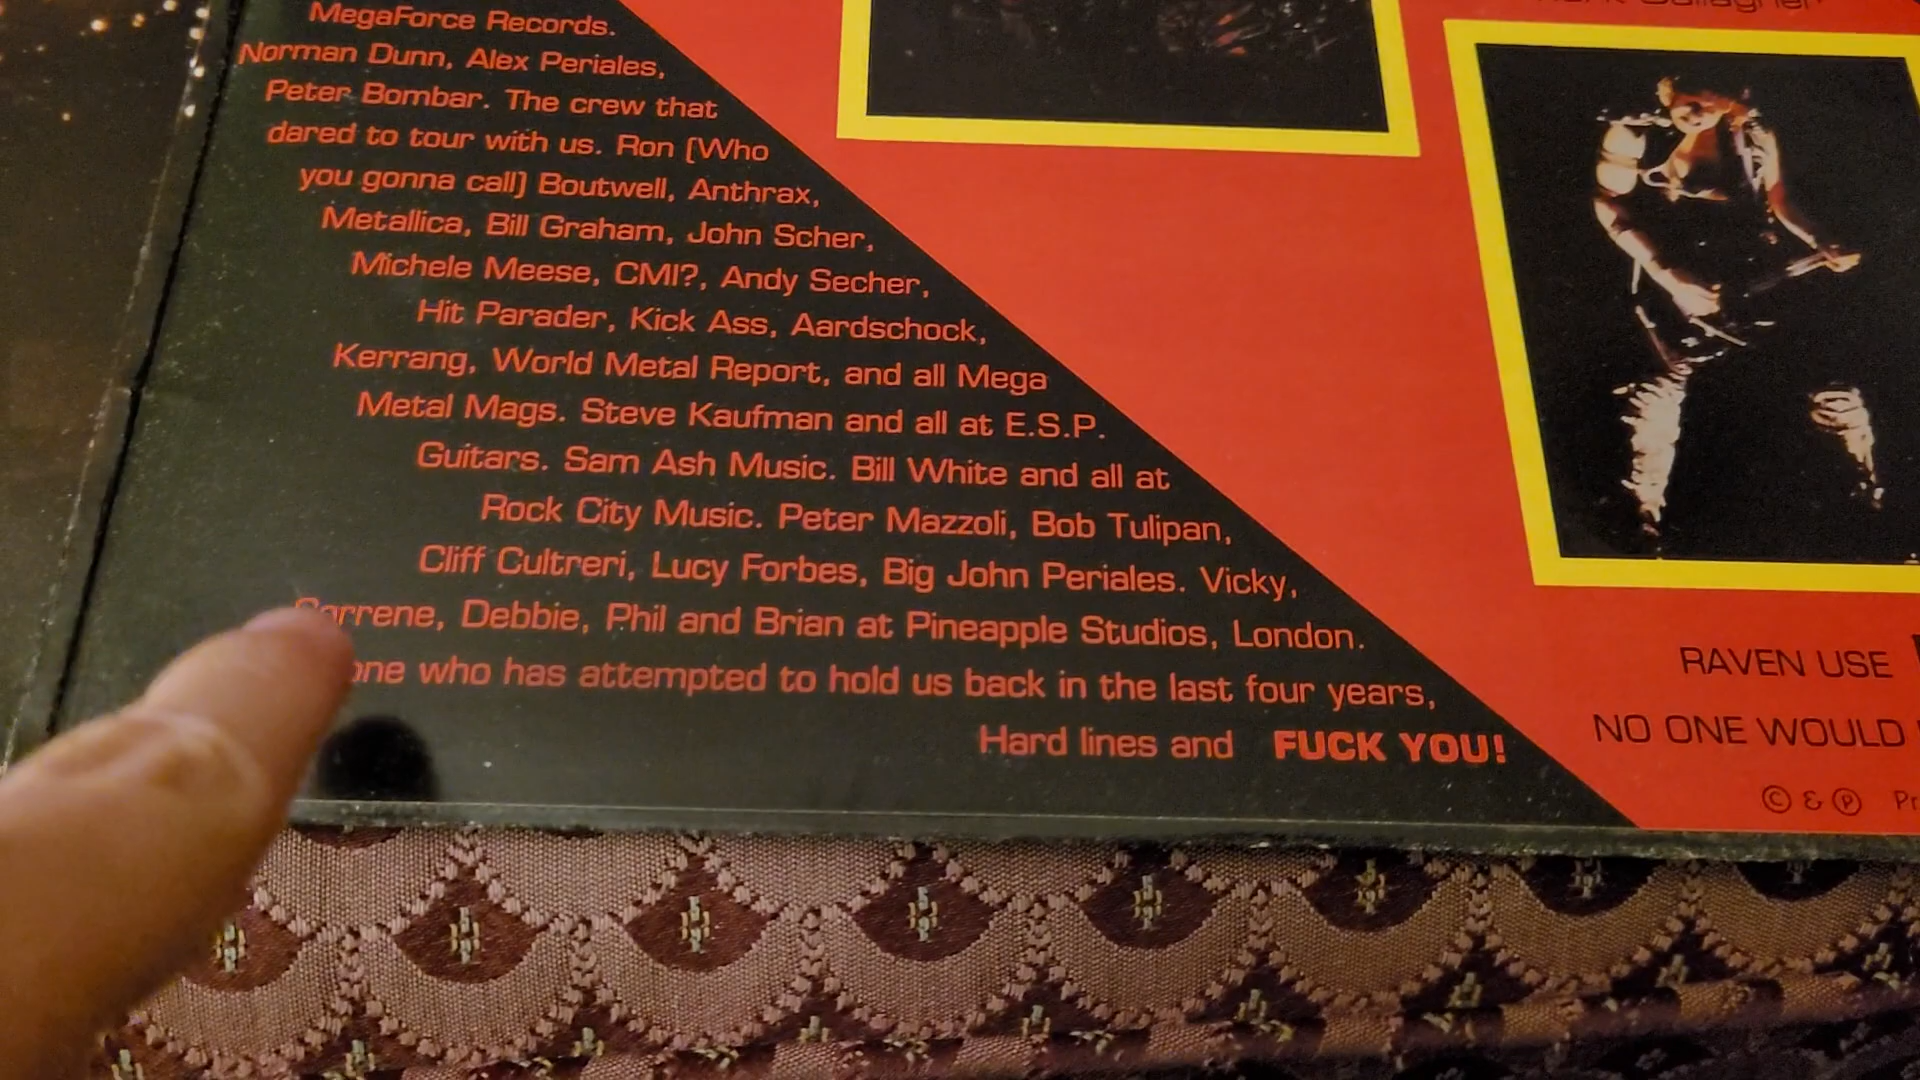 MegaForce Records.
Norman Dunn, Alex Periales,
Peter Bombar. The crew that
dared to tour with us. Ron (Who
you gonna call) Boutwell, Anthrax,
Metallica, Bill Graham, John Scher,
Michele Meese, CMI?, Andy Secher,
Hit Parader, Kick Ass, Aardschock,
Kerrang, World Metal Report, and all Mega
Metal Mags. Steve Kaufman and all at E.S.P.
Guitars. Sam Ash Music. Bill White and all at
Rock City Music. Peter Mazzoli, Bob Tulipan,
Cliff Cultreri, Lucy Forbes, Big John Periales. Vicky,
Debbie, Phil and Brian at Pineapple Studios, London.
who has attempted to hold us back in the last four years,
Hard lines and FUCK YOU!
Gallagher
RAVEN USE
NO ONE WOULD
© & ℗